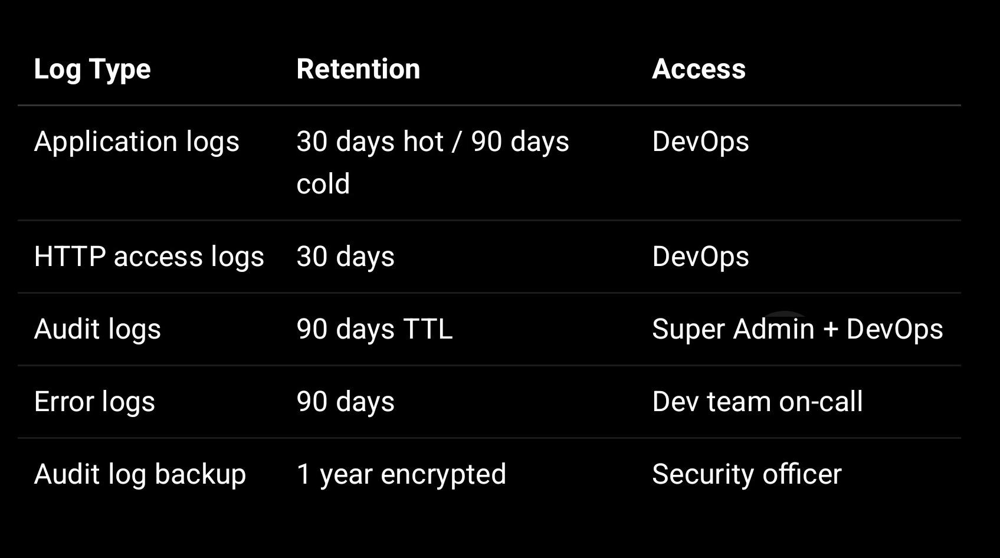 Log Type Retention Access
Application logs 30 days hot / 90 days DevOps
cold
HTTP access logs 30 days DevOps
Audit logs 90 days TTL Super Admin + DevOps
Error logs 90 days Dev team on-call
Audit log backup 1 year encrypted Security officer